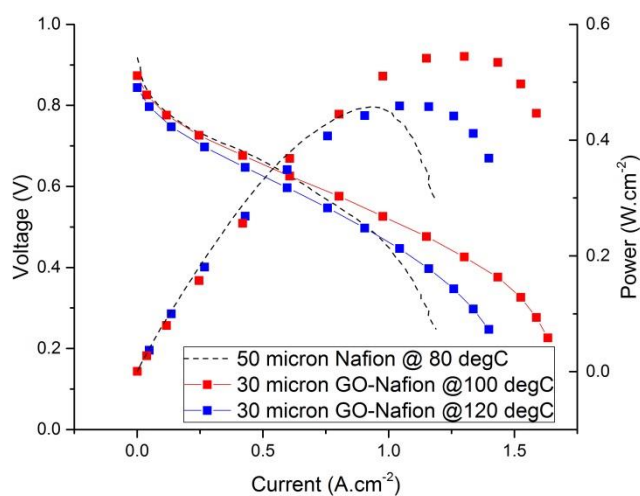 1.0
0.8
0.6
0.4
0.2
0.0
Voltage (V)
0.6
0.4
0.2
0.0
Power (W.cm-2)
50 micron Nafion @ 80 degC
30 micron GO-Nafion @100 degC
30 micron GO-Nafion @120 degC
0.0 0.5 1.0 1.5
Current (A.cm-2)